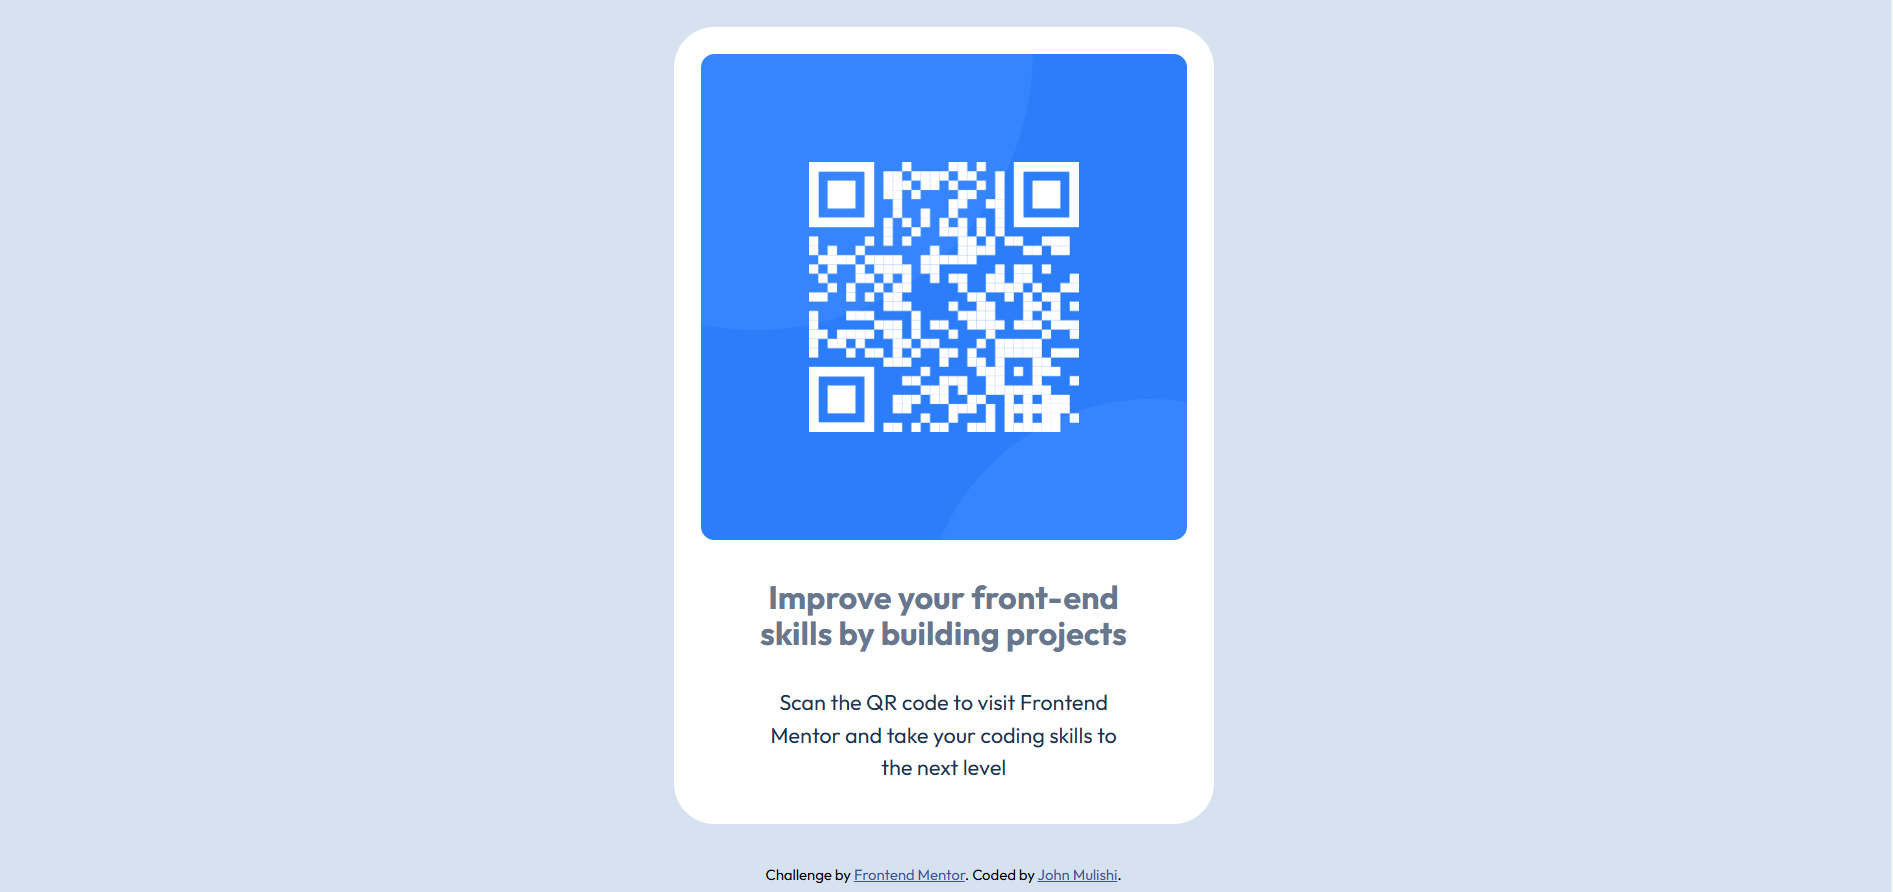 Improve your front-end
skills by building projects
Scan the QR code to visit Frontend
Mentor and take your coding skills to
the next level
Challenge by Frontend Mentor. Coded by John Mulishi.